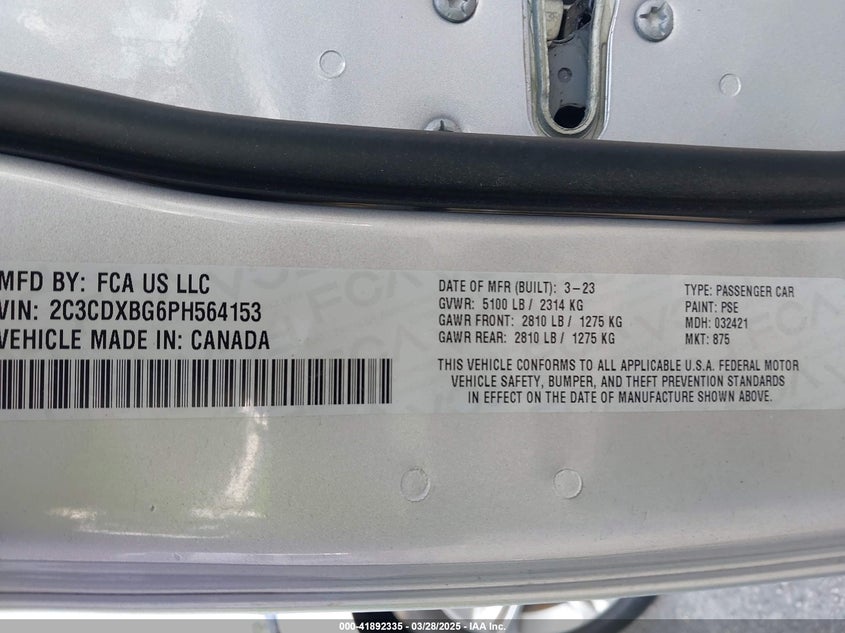 MFD BY: FCA US LLC
VIN: 2C3CDXBG6PH564153
VEHICLE MADE IN: CANADA
DATE OF MFR (BUILT): 3-23
GVWR: 5100 LB / 2314 KG
GAWR FRONT: 2810 LB / 1275 KG
GAWR REAR: 2810 LB / 1275 KG
TYPE: PASSENGER CAR
PAINT: PSE
MDH: 032421
MKT: 875
THIS VEHICLE CONFORMS TO ALL APPLICABLE U.S.A. FEDERAL MOTOR
VEHICLE SAFETY, BUMPER, AND THEFT PREVENTION STANDARDS
IN EFFECT ON THE DATE OF MANUFACTURE SHOWN ABOVE.
000-41892335 - 03/28/2025 - IAA Inc.